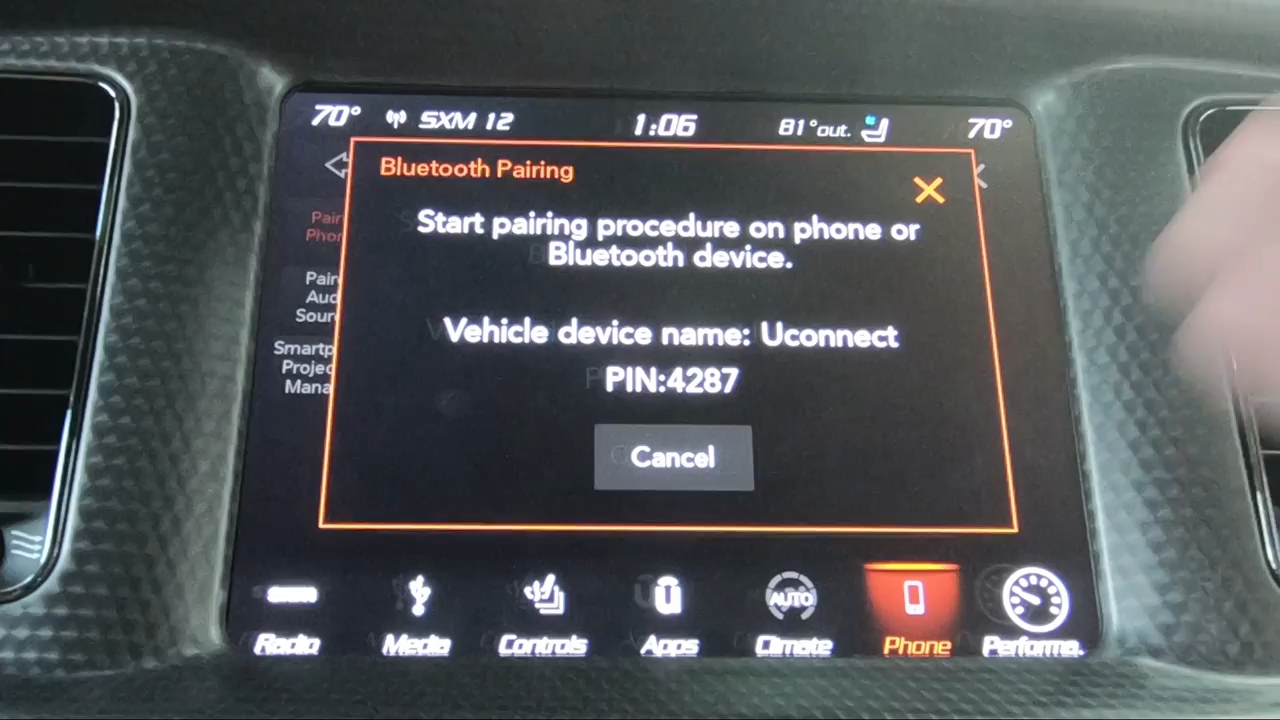 70° SXM 12 1:06 81°out. 70°
Bluetooth Pairing
Start pairing procedure on phone or
Bluetooth device.
Vehicle device name: Uconnect
PIN:4287
Cancel
Pair
Phon
Pair
Aud
Sour
Smartp
Projec
Mana
AUTO
Radio Media Controls Apps Climate Phone Performa.